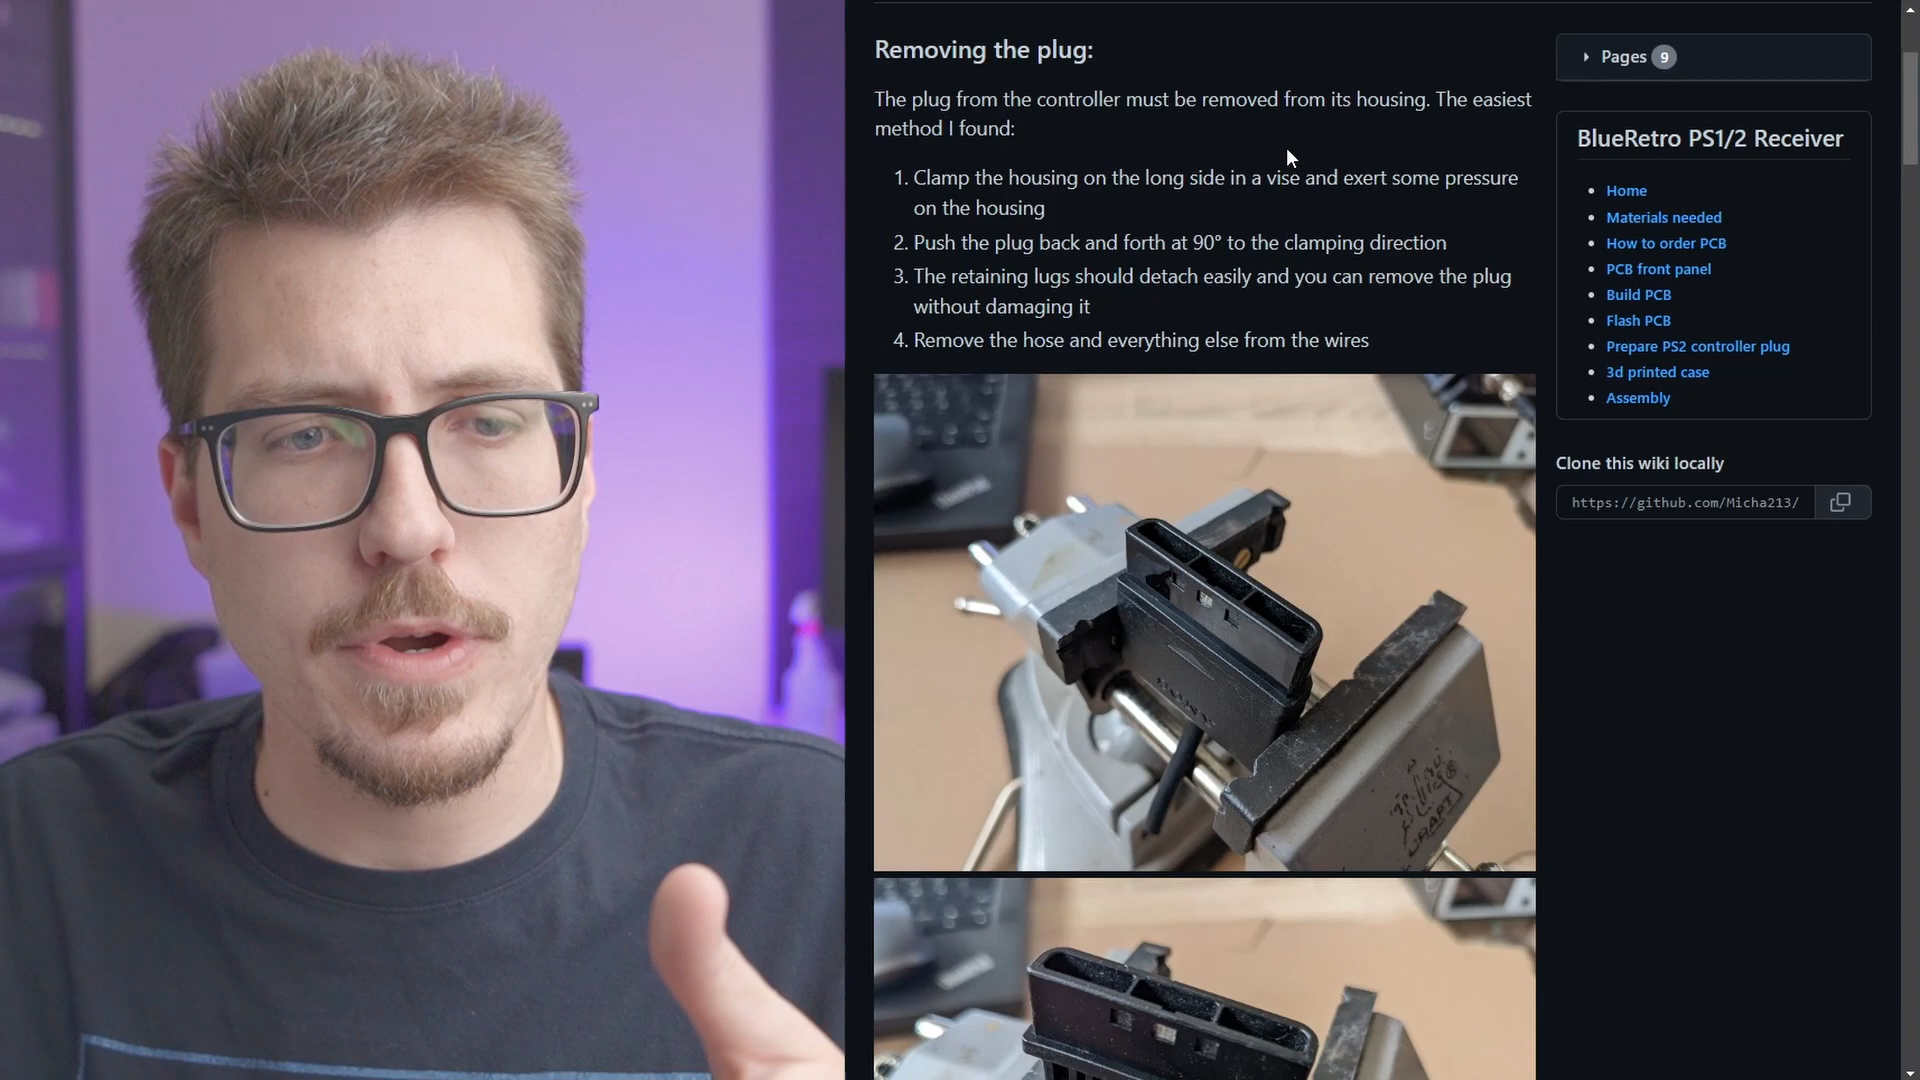 Removing the plug:
The plug from the controller must be removed from its housing. The easiest
method I found:
1. Clamp the housing on the long side in a vise and exert some pressure
on the housing
2. Push the plug back and forth at 90° to the clamping direction
3. The retaining lugs should detach easily and you can remove the plug
without damaging it
4. Remove the hose and everything else from the wires
SONY
CRAFT
Pages 9
BlueRetro PS1/2 Receiver
Home
Materials needed
How to order PCB
PCB front panel
Build PCB
Flash PCB
Prepare PS2 controller plug
3d printed case
Assembly
Clone this wiki locally
https://github.com/Micha213/